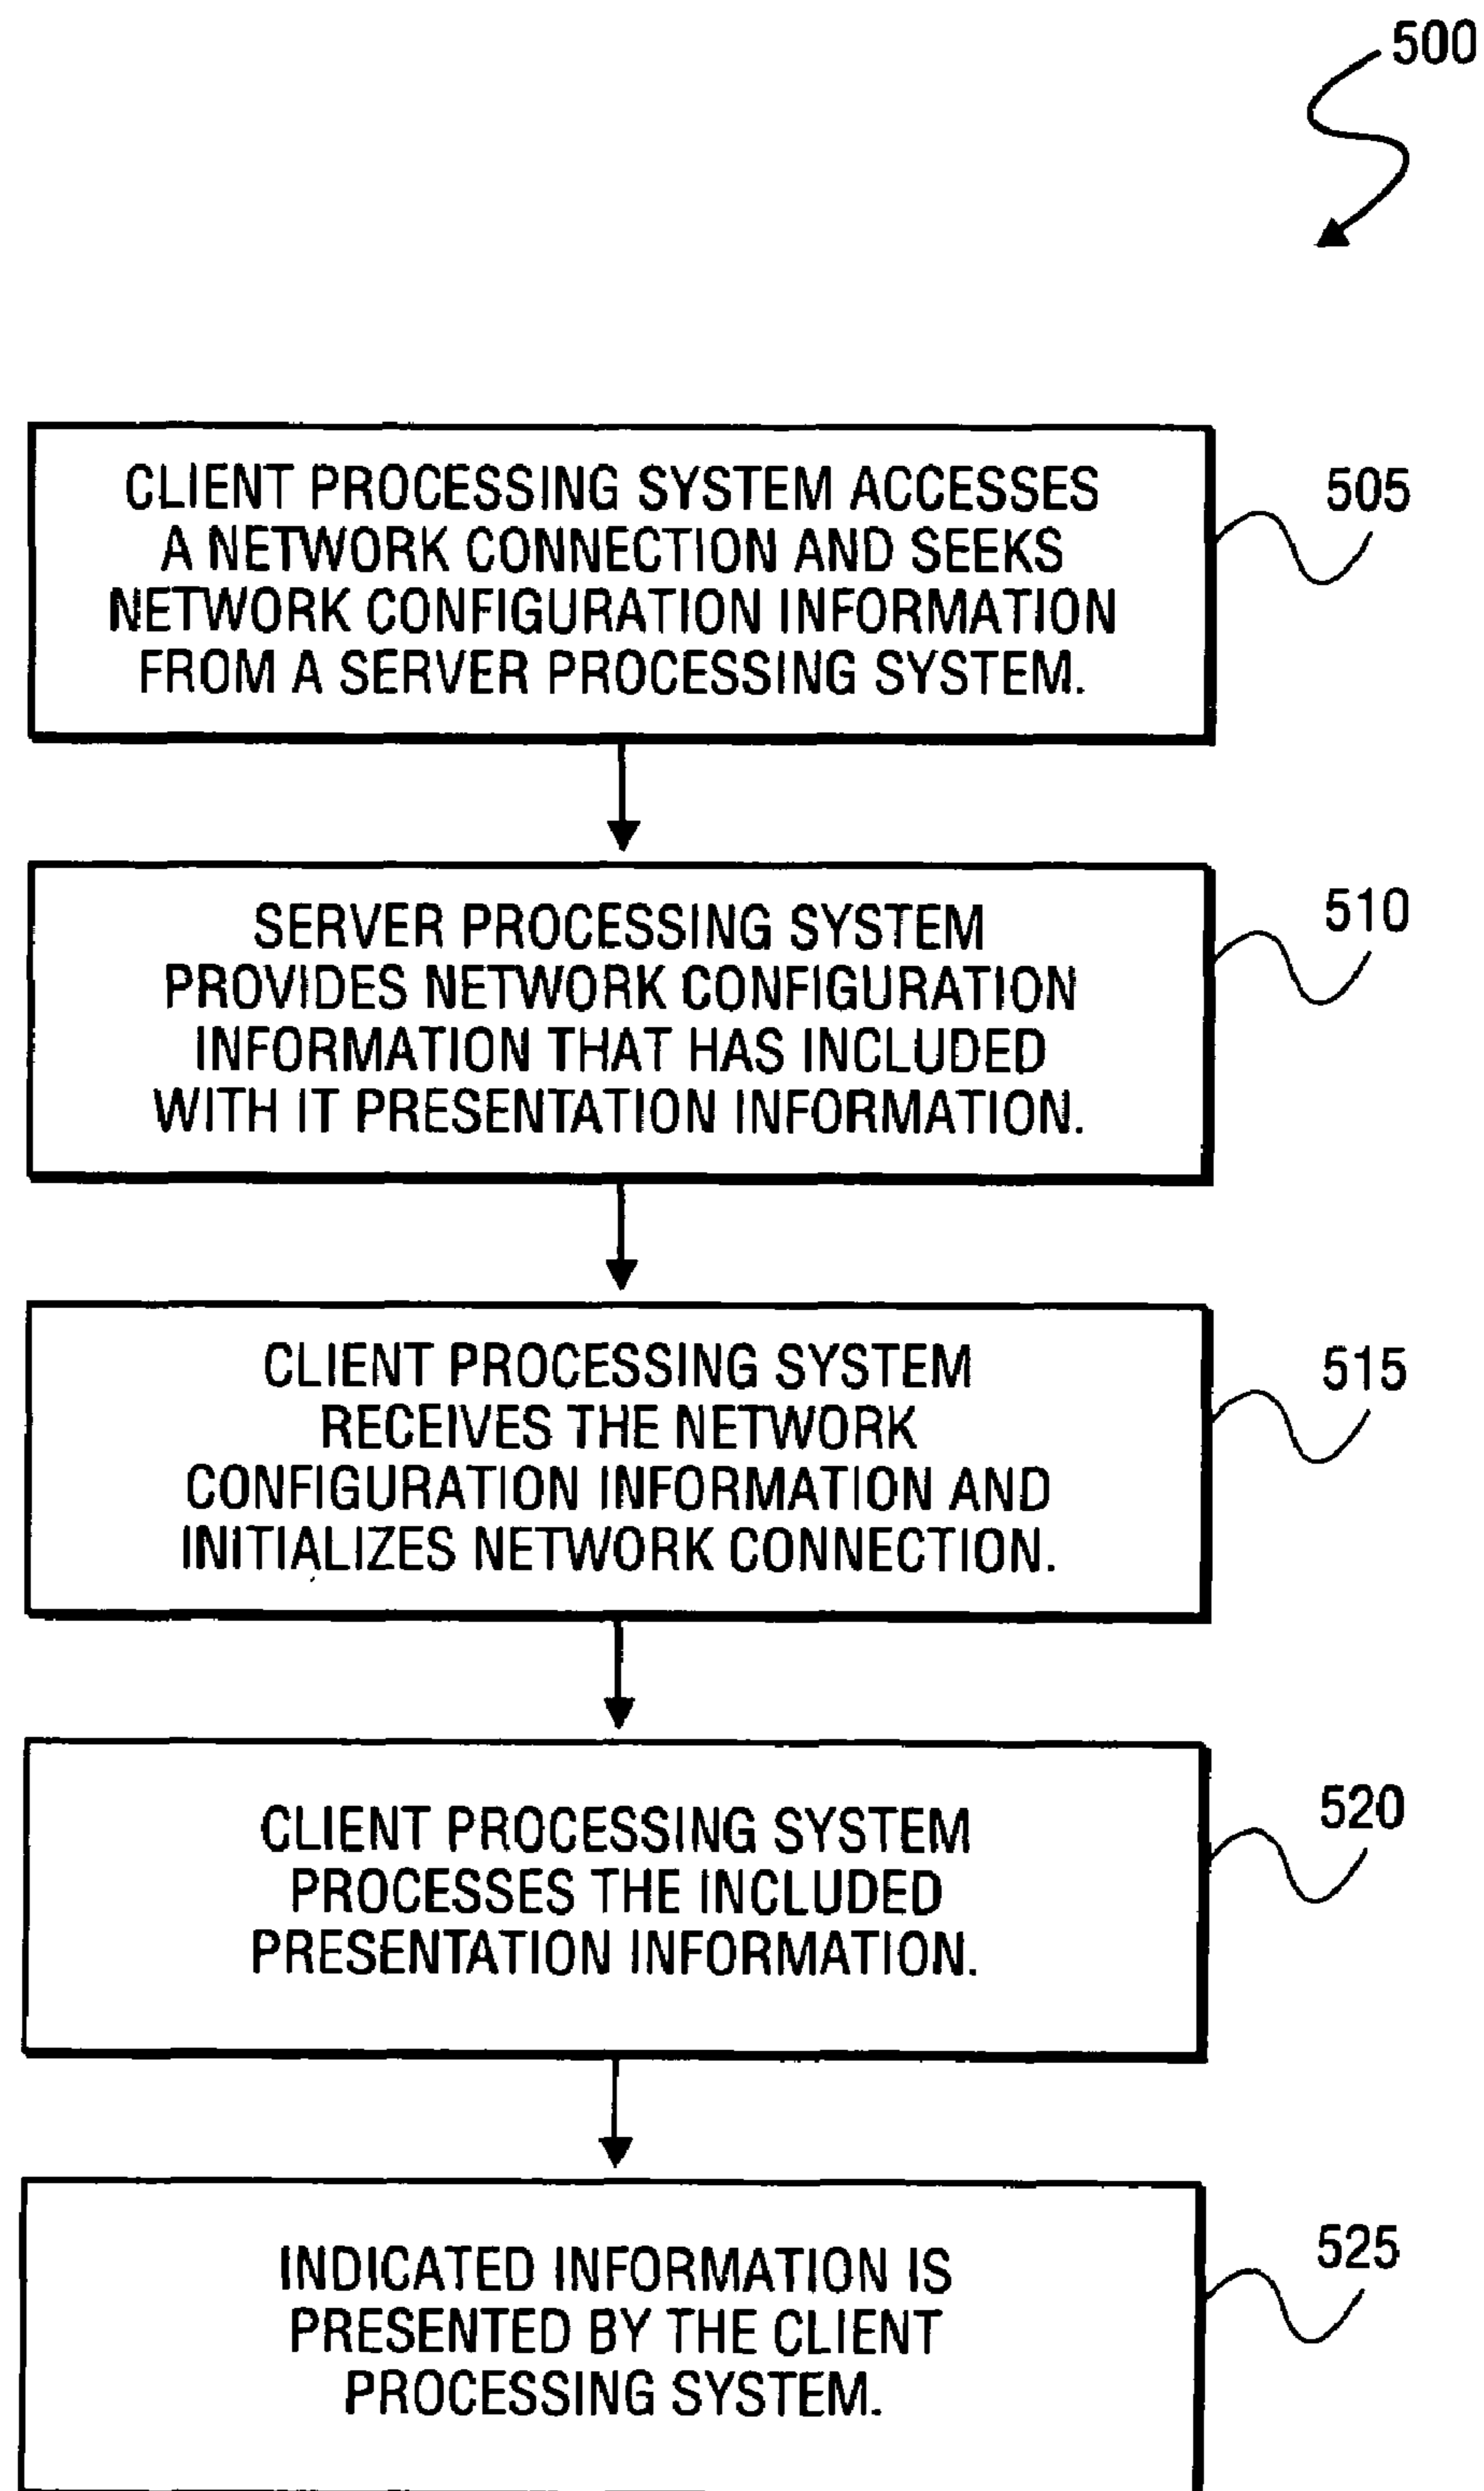 500
CLIENT PROCESSING SYSTEM ACCESSES
A NETWORK CONNECTION AND SEEKS
NETWORK CONFIGURATION INFORMATION
FROM A SERVER PROCESSING SYSTEM.
505
SERVER PROCESSING SYSTEM
PROVIDES NETWORK CONFIGURATION
INFORMATION THAT HAS INCLUDED
WITH IT PRESENTATION INFORMATION.
510
CLIENT PROCESSING SYSTEM
RECEIVES THE NETWORK
CONFIGURATION INFORMATION AND
INITIALIZES NETWORK CONNECTION.
515
CLIENT PROCESSING SYSTEM
PROCESSES THE INCLUDED
PRESENTATION INFORMATION.
520
INDICATED INFORMATION IS
PRESENTED BY THE CLIENT
PROCESSING SYSTEM.
525